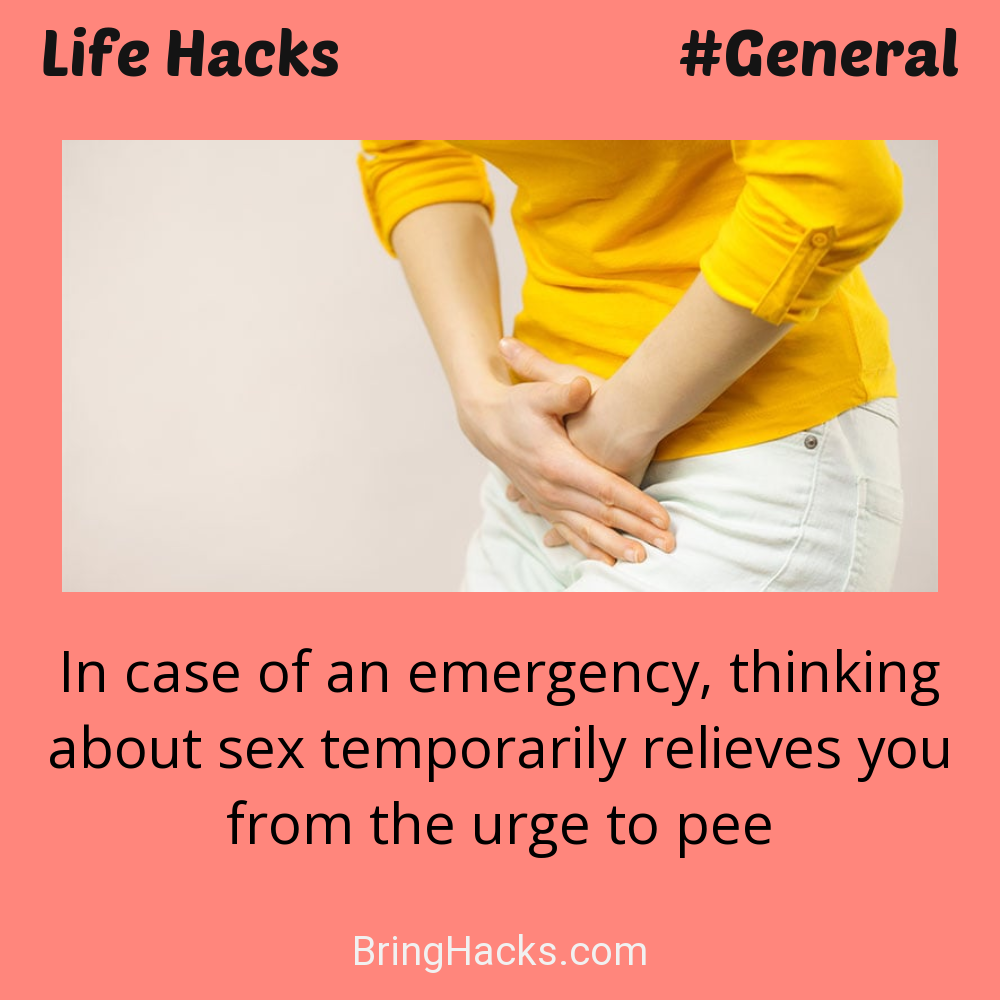 Life Hacks
#General
In case of an emergency, thinking
about sex temporarily relieves you
from the urge to pee
BringHacks.com